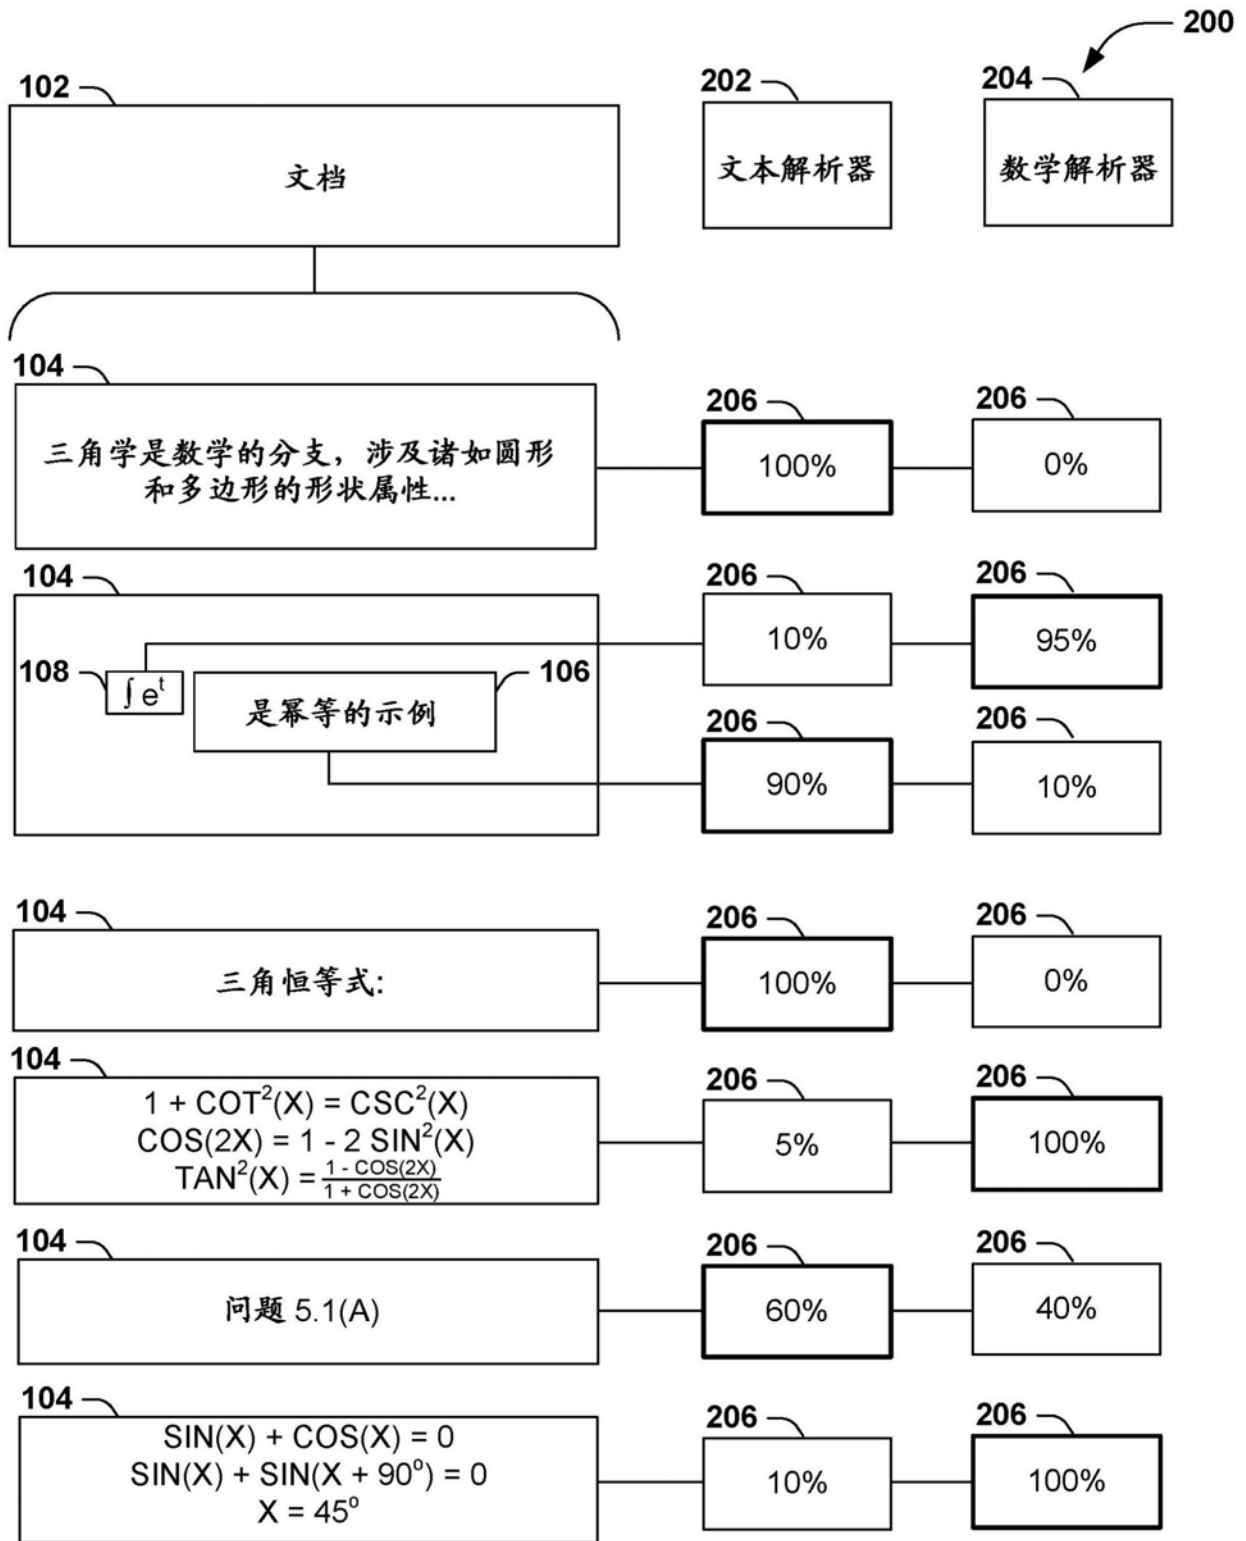 200
102
202
204
文档
文本解析器
数学解析器
104
206
206
三角学是数学的分支，涉及诸如圆形
和多边形的形状属性...
100%
0%
104
206
206
10%
95%
108
∫ eᵗ
106
是幂等的示例
206
206
90%
10%
104
206
206
三角恒等式:
100%
0%
104
206
206
1 + COT²(X) = CSC²(X)
COS(2X) = 1 - 2 SIN²(X)
TAN²(X) = 1 - COS(2X) / 1 + COS(2X)
5%
100%
104
206
206
问题 5.1(A)
60%
40%
104
206
206
SIN(X) + COS(X) = 0
SIN(X) + SIN(X + 90°) = 0
X = 45°
10%
100%